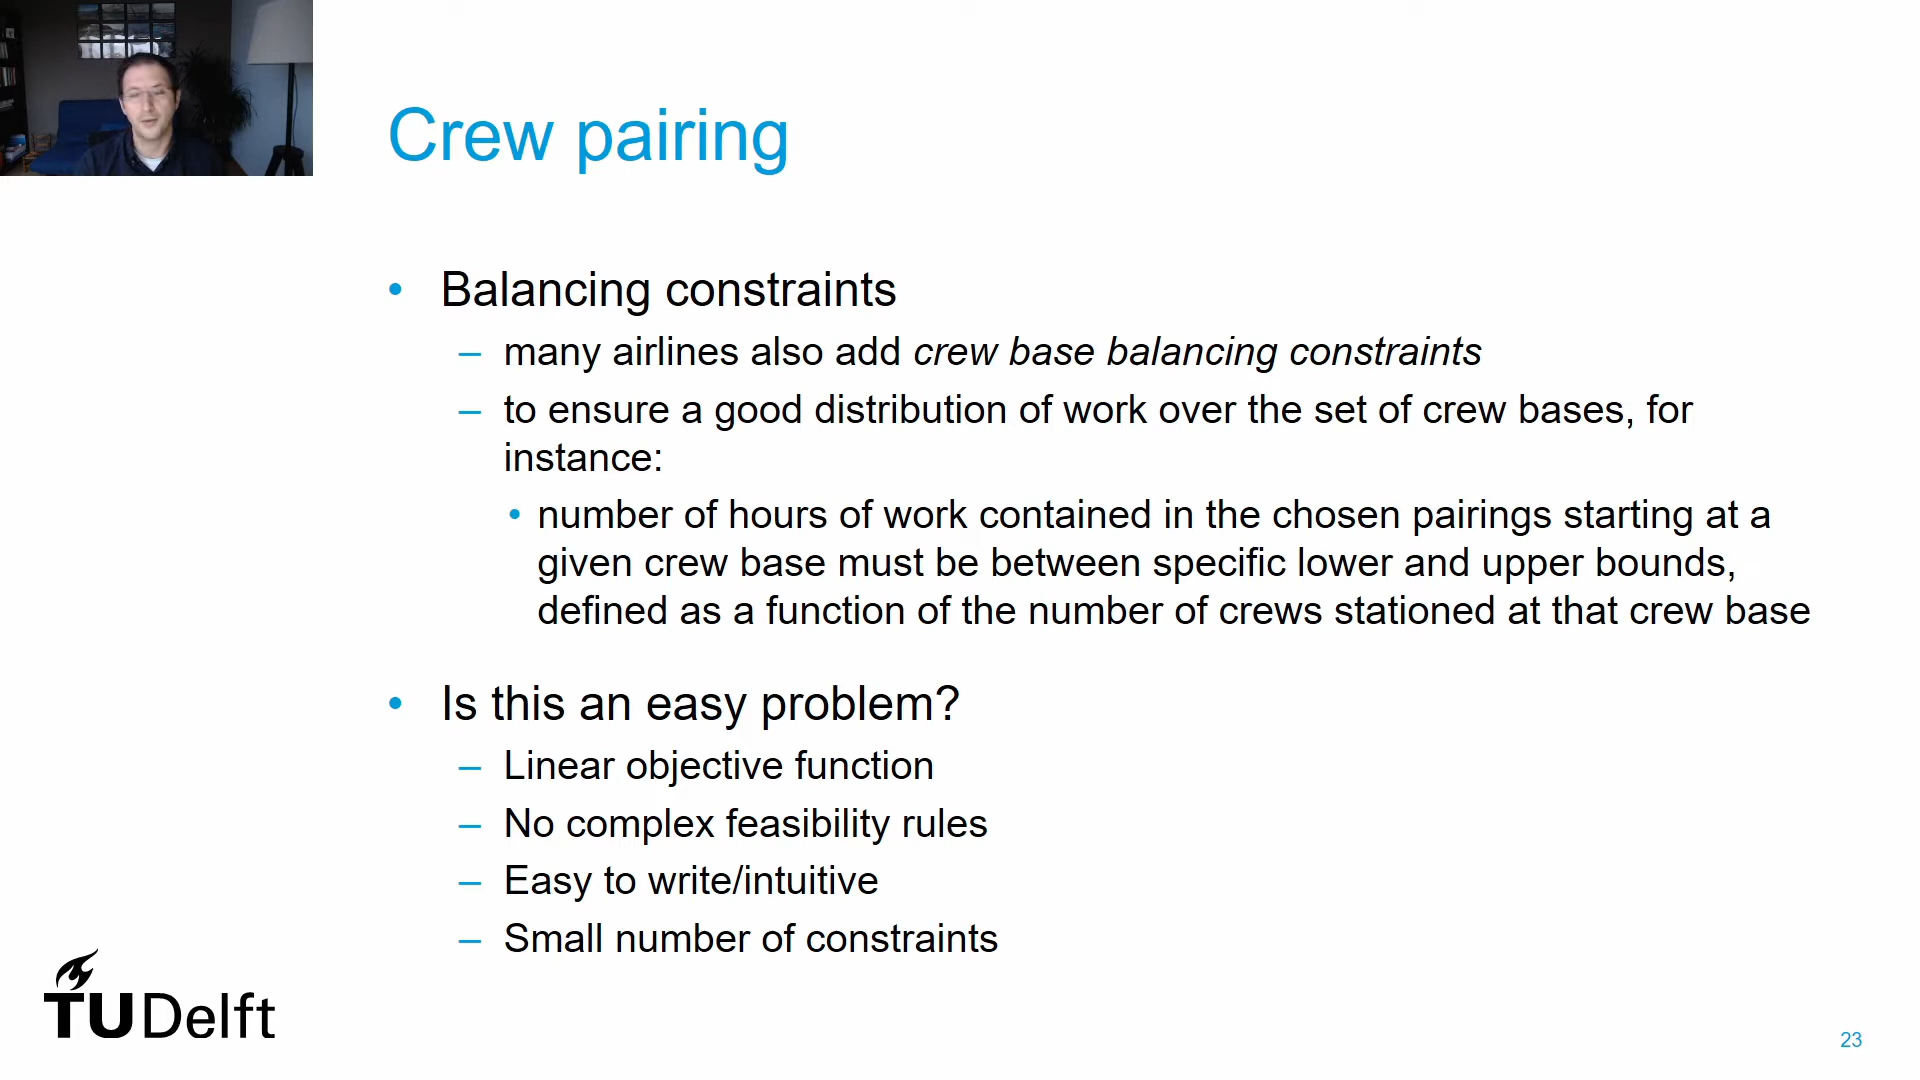 Crew pairing
• Balancing constraints
– many airlines also add crew base balancing constraints
– to ensure a good distribution of work over the set of crew bases, for
instance:
• number of hours of work contained in the chosen pairings starting at a
given crew base must be between specific lower and upper bounds,
defined as a function of the number of crews stationed at that crew base
• Is this an easy problem?
– Linear objective function
– No complex feasibility rules
– Easy to write/intuitive
– Small number of constraints
TUDelft
23